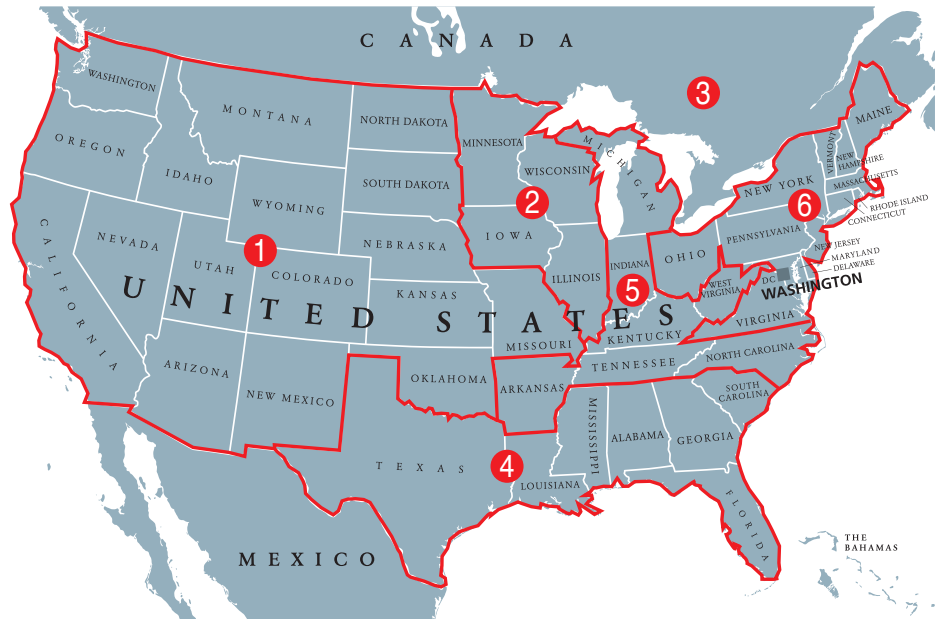 CANADA
3
WASHINGTON
MONTANA
NORTH DAKOTA
MINNESOTA
MICHIGAN
MAINE
VERMONT
NEW
HAMPSHIRE
OREGON
IDAHO
SOUTH DAKOTA
WISCONSIN
NEW YORK
MASSACHUSETTS
RHODE ISLAND
CONNECTICUT
WYOMING
2
6
IOWA
PENNSYLVANIA
NEVADA
NEBRASKA
1
NEW JERSEY
MARYLAND
DELAWARE
CALIFORNIA
UTAH
COLORADO
ILLINOIS
INDIANA
OHIO
5
WEST
VIRGINIA
DC
WASHINGTON
KANSAS
UNITED STATES
VIRGINIA
MISSOURI
KENTUCKY
ARIZONA
NEW MEXICO
OKLAHOMA
ARKANSAS
TENNESSEE
NORTH CAROLINA
SOUTH
CAROLINA
MISSISSIPPI
ALABAMA
GEORGIA
TEXAS
4
LOUISIANA
FLORIDA
MEXICO
THE
BAHAMAS